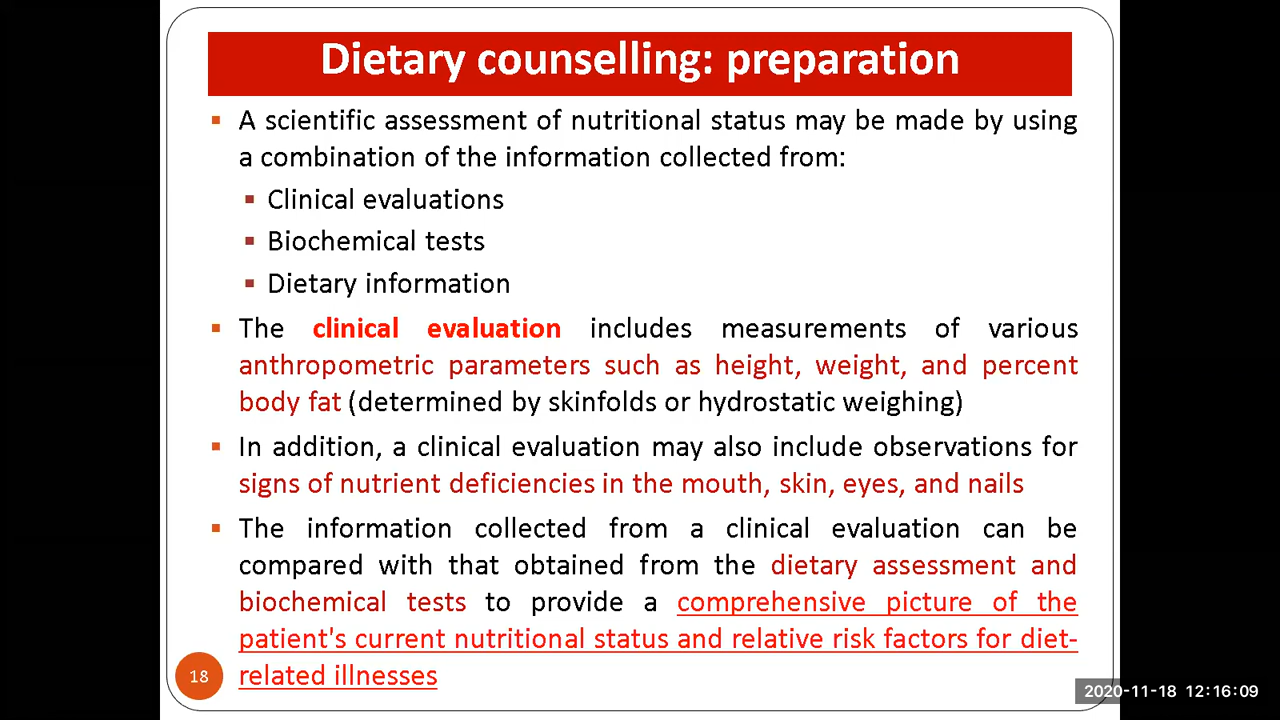 Dietary counselling: preparation
A scientific assessment of nutritional status may be made by using
a combination of the information collected from:
Clinical evaluations
Biochemical tests
Dietary information
The clinical evaluation includes measurements of various
anthropometric parameters such as height, weight, and percent
body fat (determined by skinfolds or hydrostatic weighing)
In addition, a clinical evaluation may also include observations for
signs of nutrient deficiencies in the mouth, skin, eyes, and nails
The information collected from a clinical evaluation can be
compared with that obtained from the dietary assessment and
biochemical tests to provide a comprehensive picture of the
patient's current nutritional status and relative risk factors for diet-
related illnesses
18
2020-11-18 12:16:09